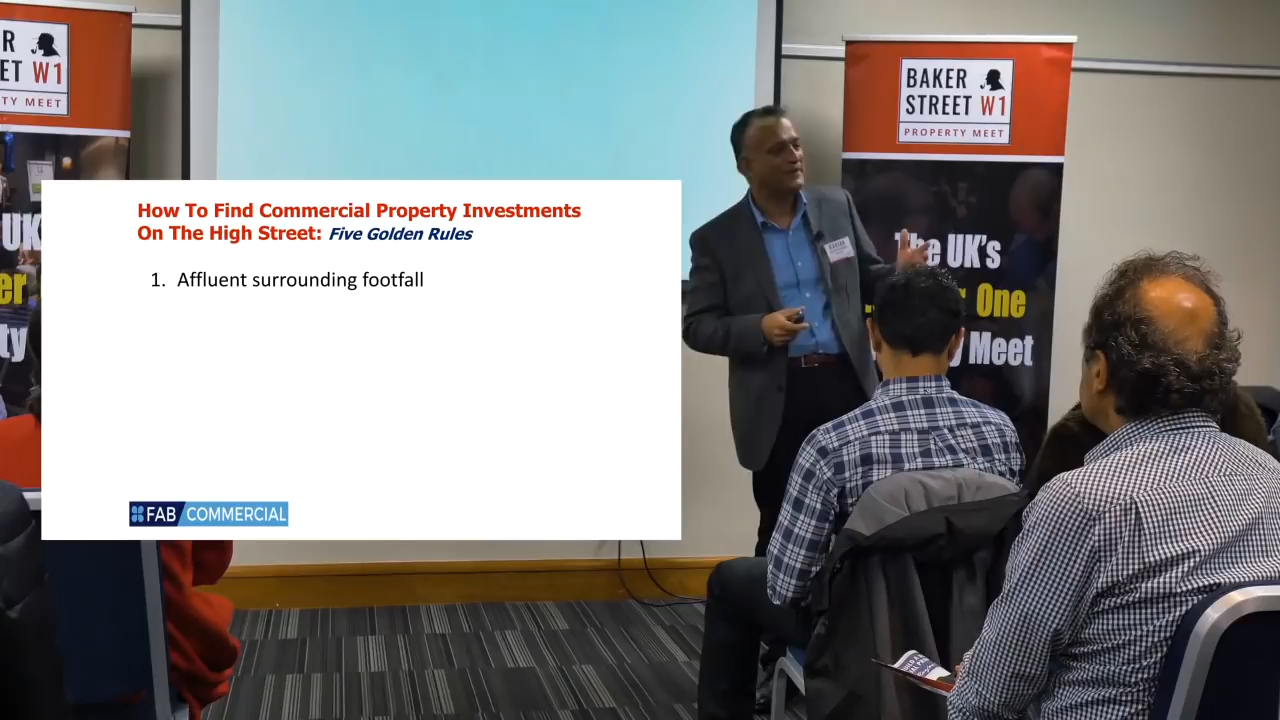 R
ET W1
TY MEET
UK
er
ty
How To Find Commercial Property Investments
On The High Street: Five Golden Rules
1. Affluent surrounding footfall
FAB COMMERCIAL
BAKER
STREET W1
PROPERTY MEET
The UK's
One
Meet